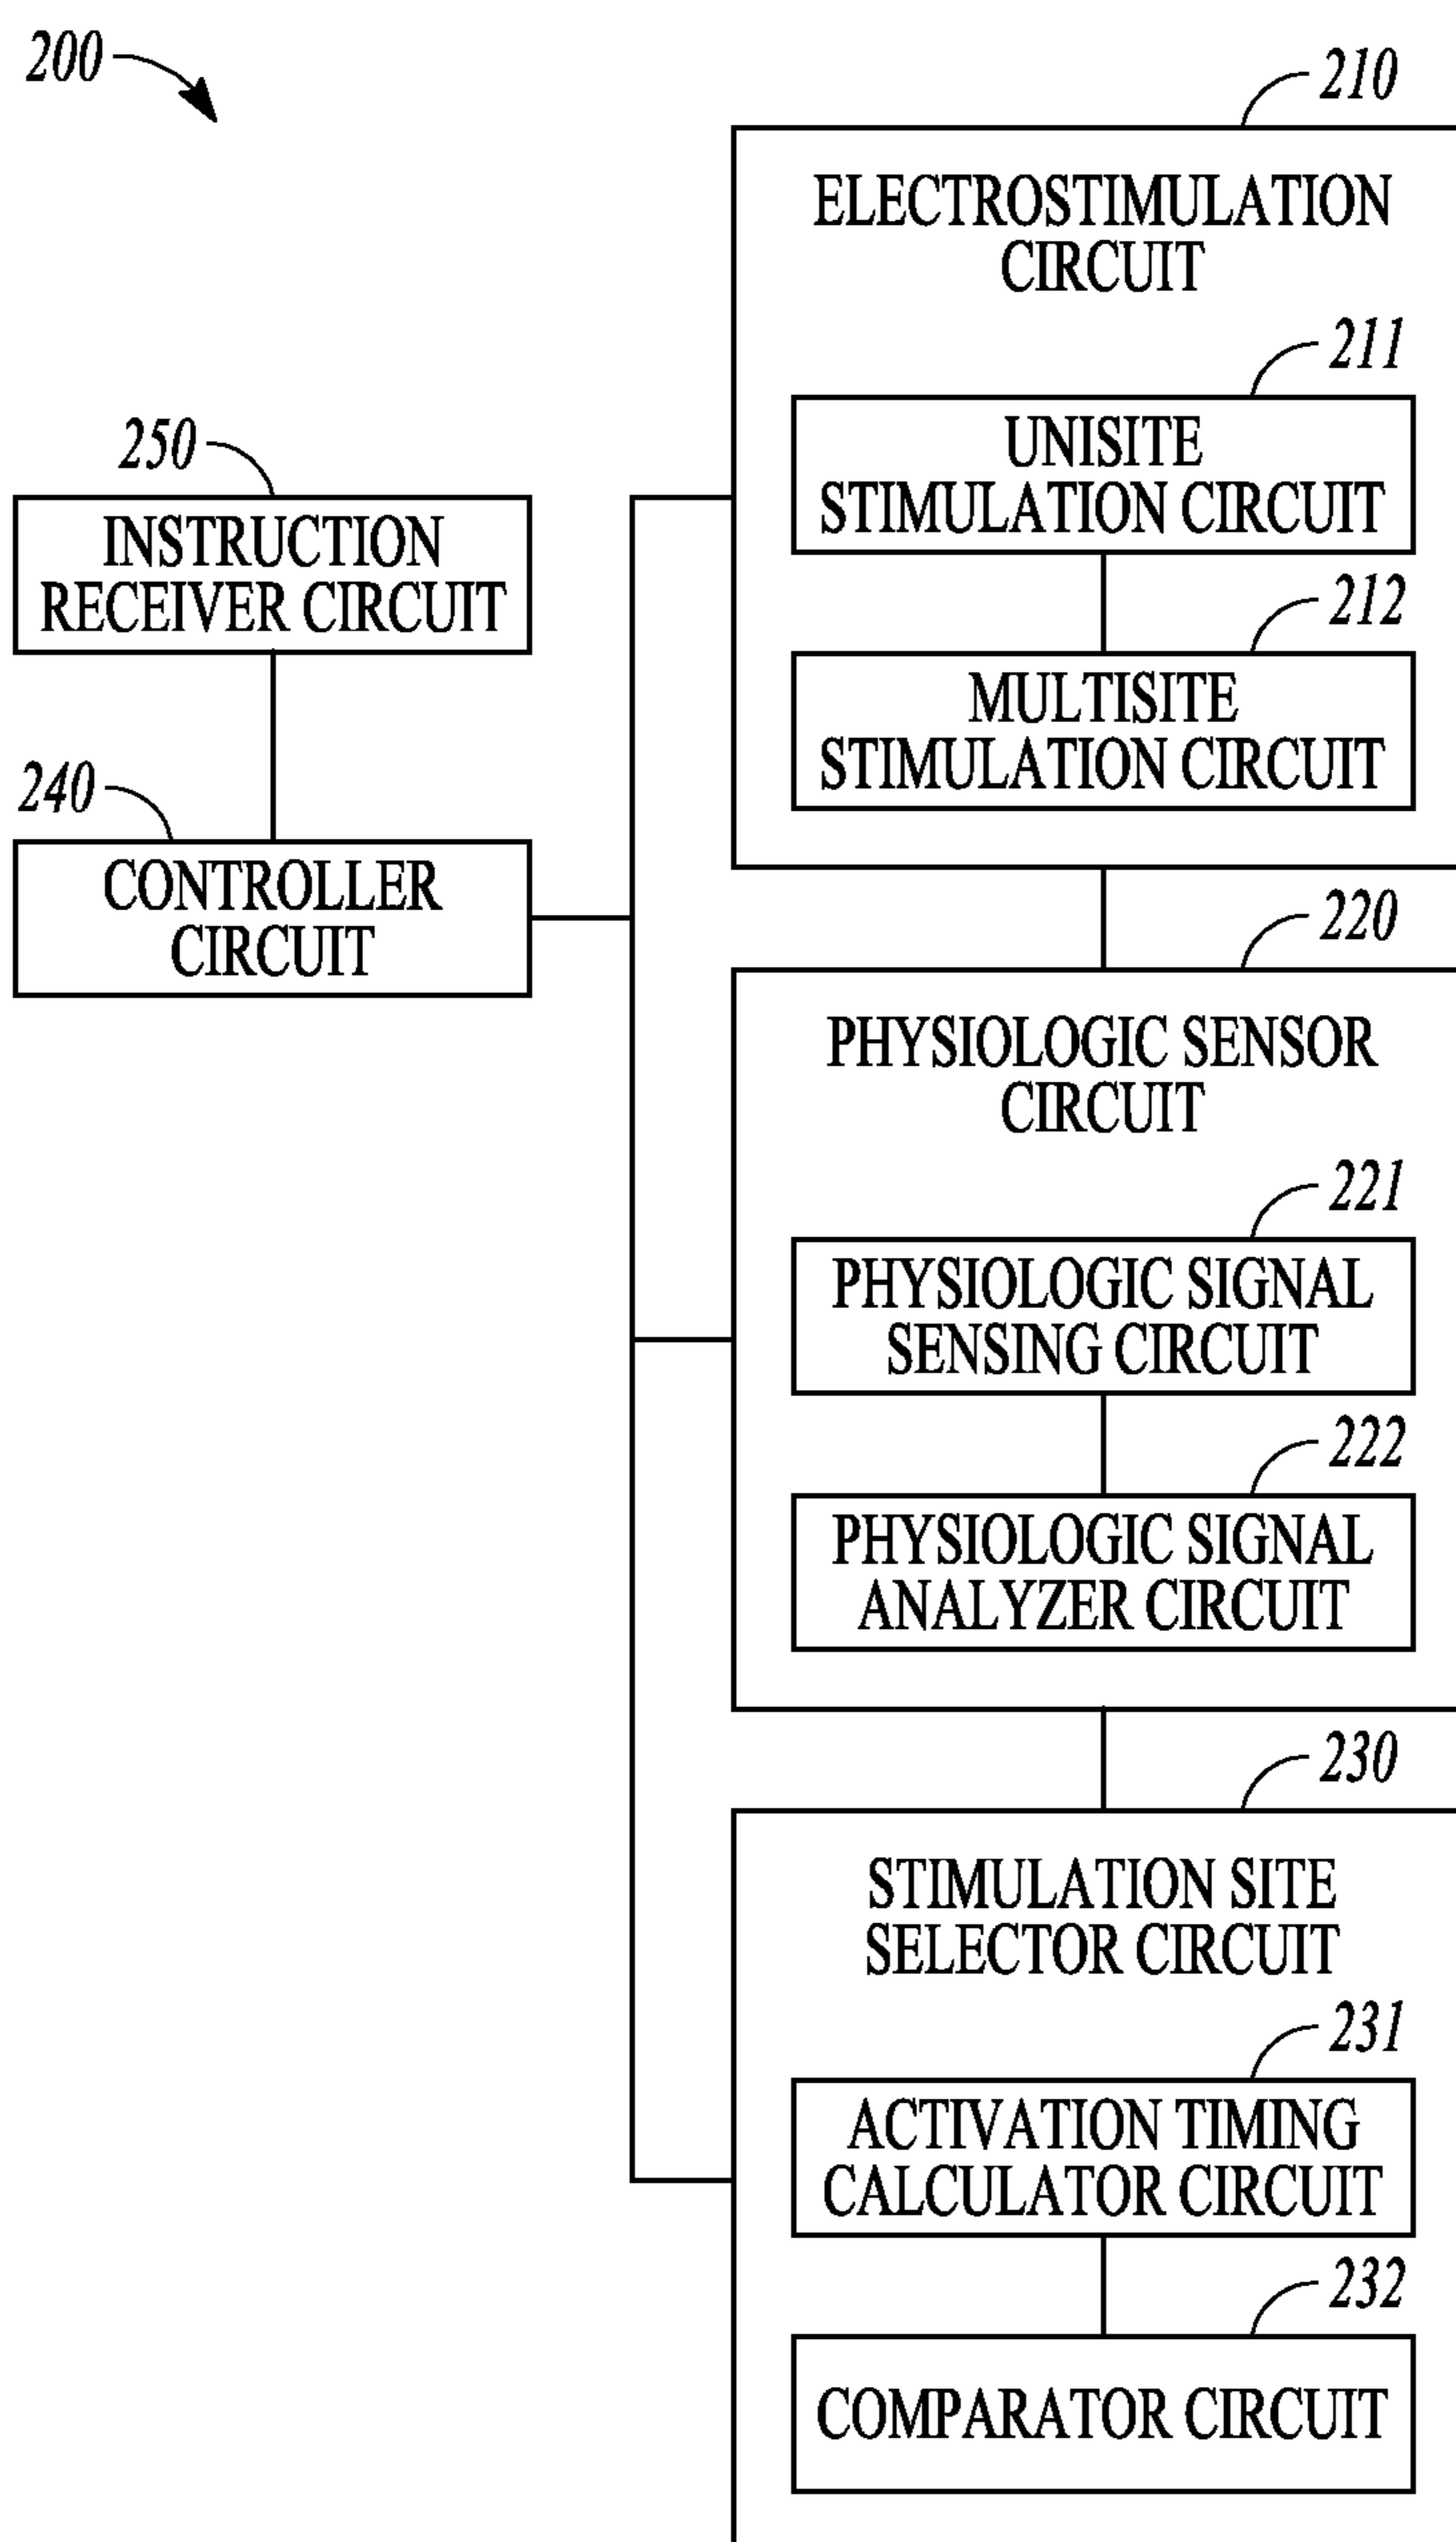 200
210
ELECTROSTIMULATION
CIRCUIT
211
UNISITE
STIMULATION CIRCUIT
212
MULTISITE
STIMULATION CIRCUIT
250
INSTRUCTION
RECEIVER CIRCUIT
240
CONTROLLER
CIRCUIT
220
PHYSIOLOGIC SENSOR
CIRCUIT
221
PHYSIOLOGIC SIGNAL
SENSING CIRCUIT
222
PHYSIOLOGIC SIGNAL
ANALYZER CIRCUIT
230
STIMULATION SITE
SELECTOR CIRCUIT
231
ACTIVATION TIMING
CALCULATOR CIRCUIT
232
COMPARATOR CIRCUIT